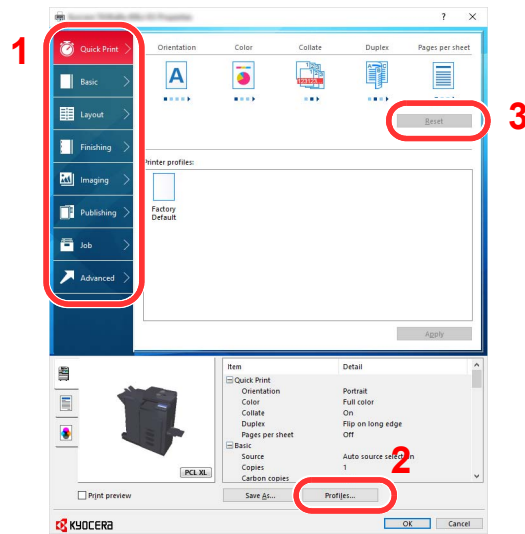 ? ×
1
Quick Print
Orientation Color Collate Duplex Pages per sheet
A
123123...
Basic
Layout
Reset
3
Finishing
Printer profiles:
Imaging
Publishing
Factory
Default
Job
Advanced
Apply
Item Detail
Quick Print
Orientation Portrait
Color Full color
Collate On
Duplex Flip on long edge
Pages per sheet Off
Basic
Source Auto source selection
2
Copies 1
PCL XL
Carbon copies
Print preview
Save As...
Profiles...
KYOCERA
OK Cancel